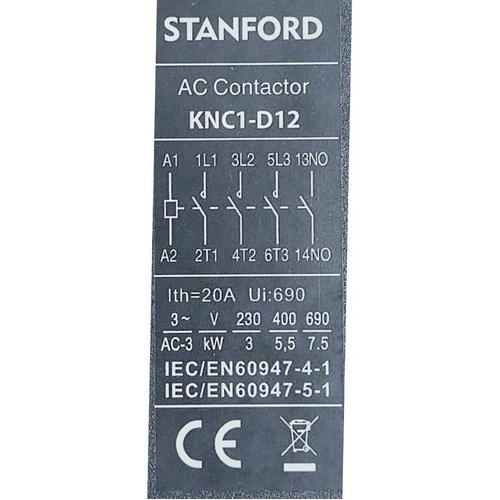 STANFORD
AC Contactor
KNC1-D12
A1 1L1 3L2 5L3 13NO
A2 2T1 4T2 6T3 14NO
Ith=20A Ui:690
3~ V 230 400 690
AC-3 kW 3 5,5 7.5
IEC/EN60947-4-1
IEC/EN60947-5-1
CE